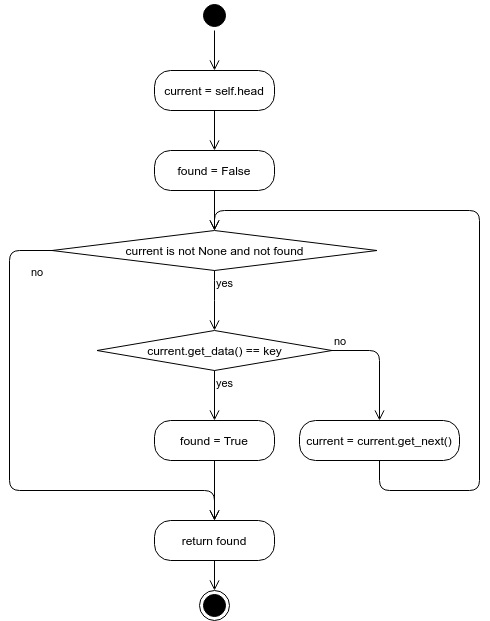 current = self.head
found = False
current is not None and not found
no
yes
no
current.get_data() == key
yes
found = True
current = current.get_next()
return found